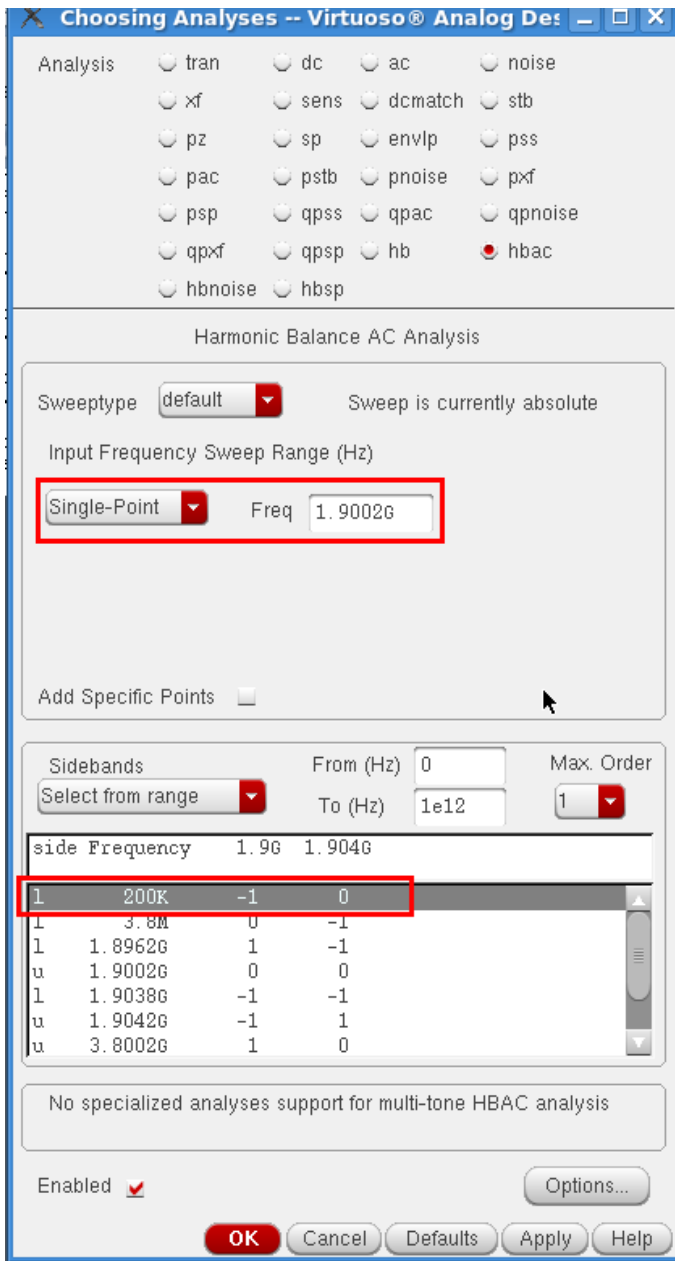 Choosing Analyses -- Virtuoso® Analog Des
Analysis tran dc ac noise
xf sens dcmatch stb
pz sp envlp pss
pac pstb pnoise pxf
psp qpss qpac qpnoise
qpxf qpsp hb hbac
hbnoise hbsp
Harmonic Balance AC Analysis
Sweeptype default Sweep is currently absolute
Input Frequency Sweep Range (Hz)
Single-Point Freq 1.9002G
Add Specific Points
Sidebands From (Hz) 0 Max. Order
Select from range To (Hz) 1e12 1
side Frequency 1.9G 1.904G
l 200K -1 0
l 3.8M 0 -1
l 1.8962G 1 -1
u 1.9002G 0 0
l 1.9038G -1 -1
u 1.9042G -1 1
u 3.8002G 1 0
No specialized analyses support for multi-tone HBAC analysis
Enabled Options...
OK Cancel Defaults Apply Help